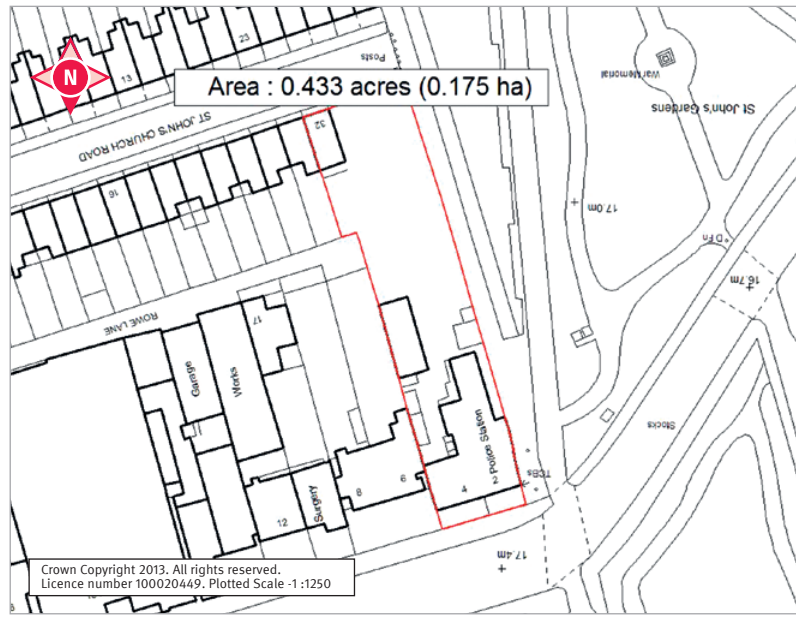 23
Posts
13
N
Area : 0.433 acres (0.175 ha)
War Memorial
St John's Gardens
ST JOHN'S CHURCH ROAD
32
16
17.0m
D Fn
16.7m
ROWE LANE
17
Garage
Works
Stocks
Police Station
TCBs
2
4
6
8
Surgery
12
17.4m
Crown Copyright 2013. All rights reserved.
Licence number 100020449. Plotted Scale -1:1250